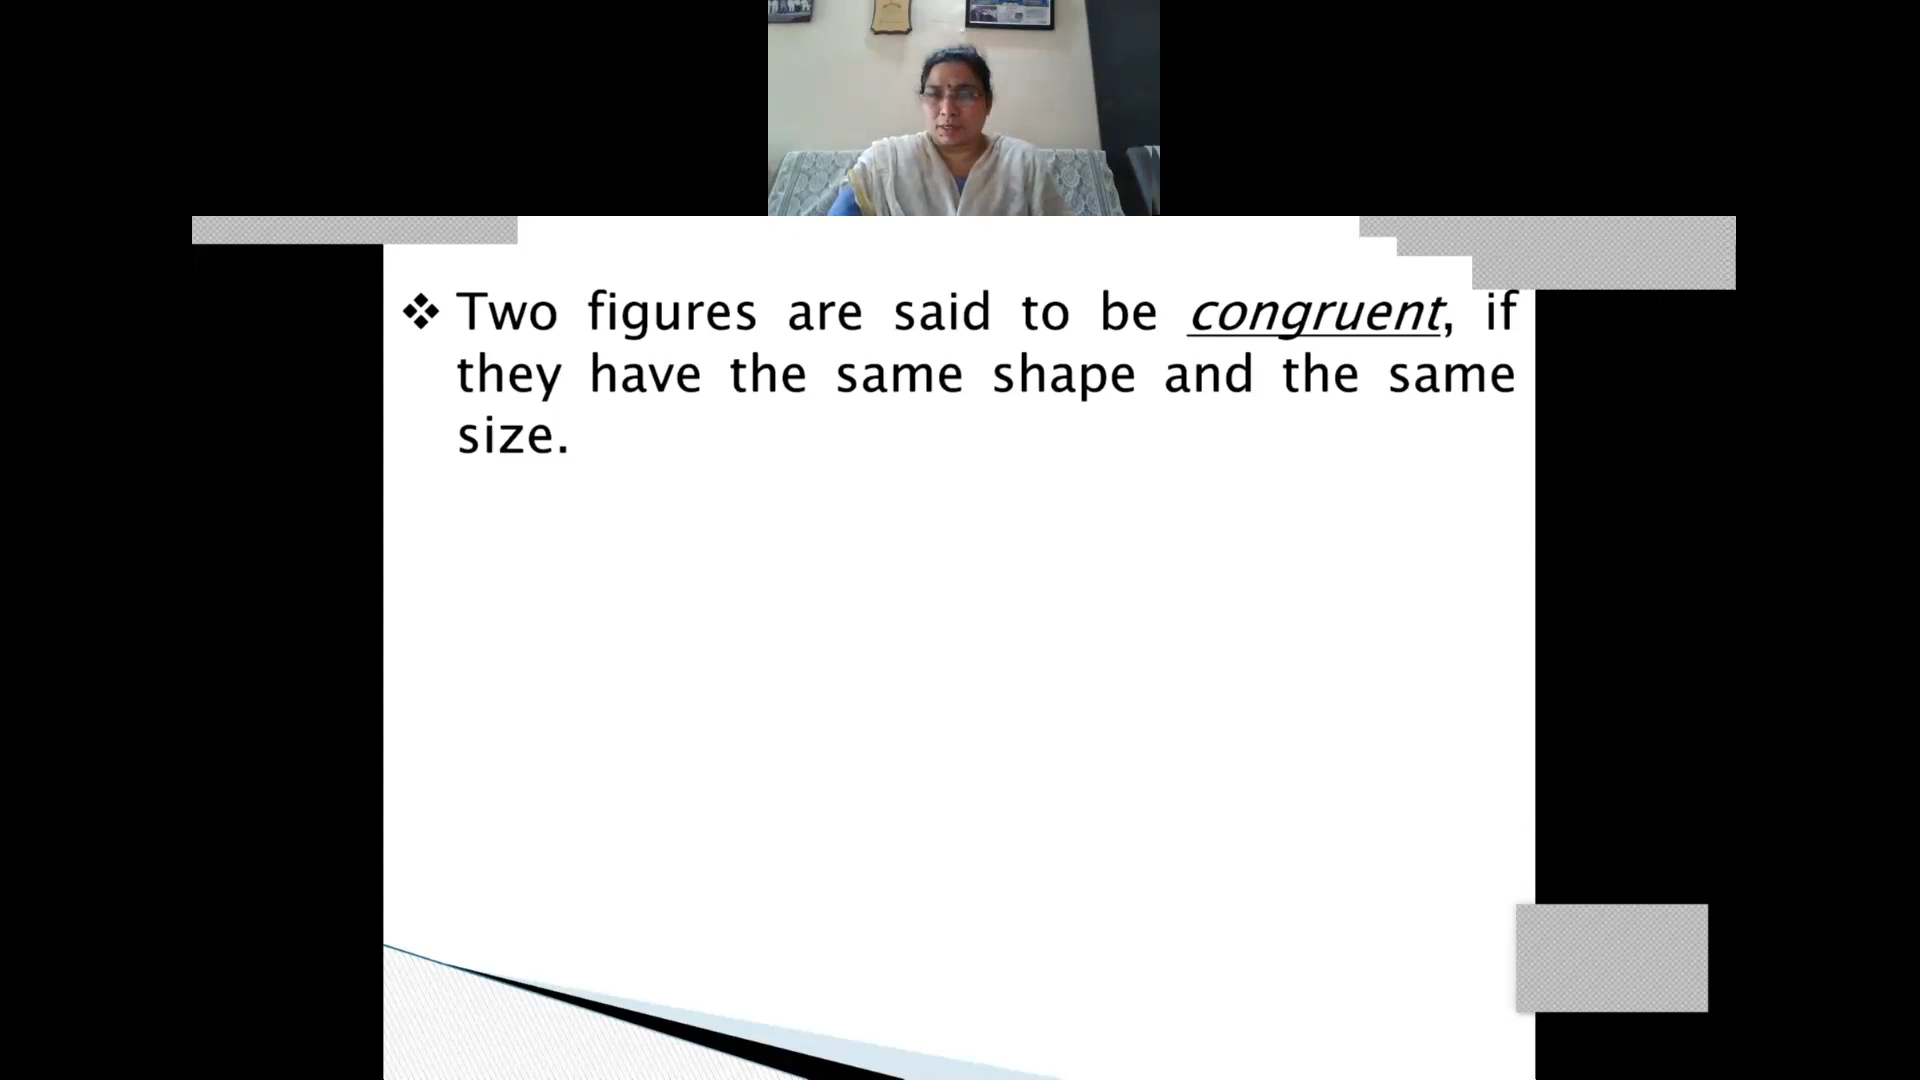 ❖ Two figures are said to be congruent, if
they have the same shape and the same
size.